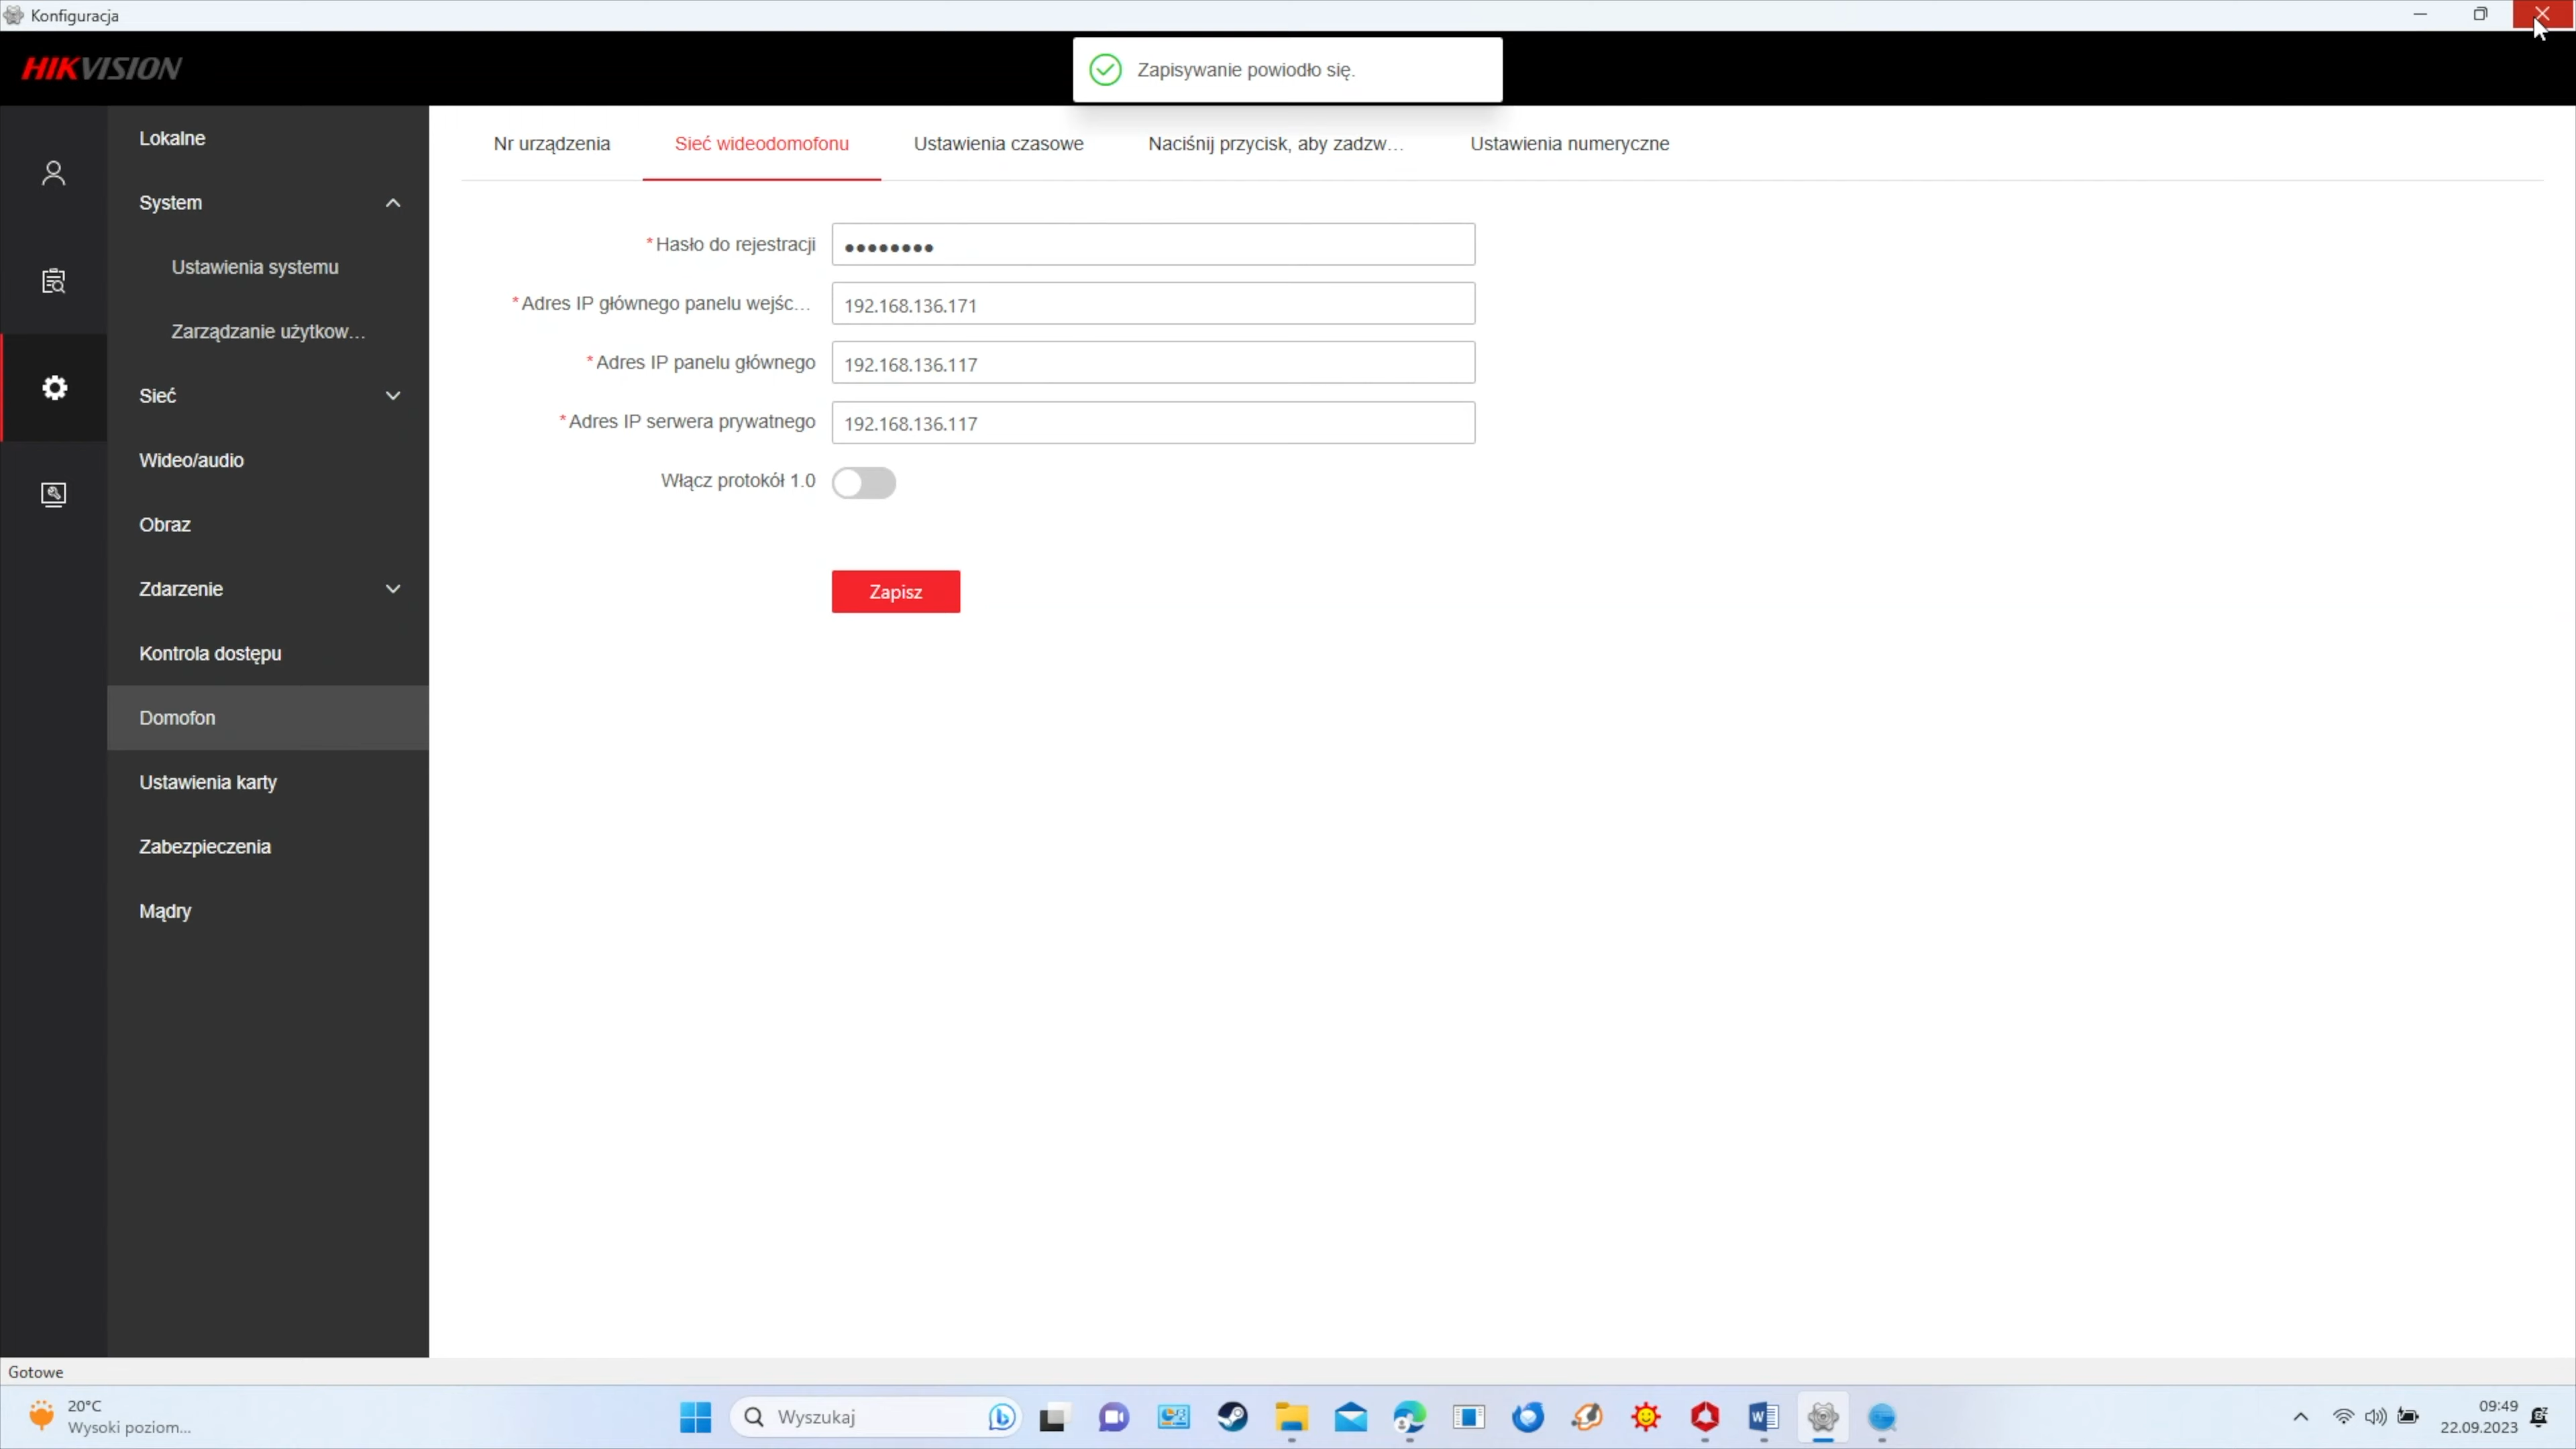 Konfiguracja
HIKVISION
Zapisywanie powiodło się.
Lokalne
System
Ustawienia systemu
Zarządzanie użytkow...
Sieć
Wideo/audio
Obraz
Zdarzenie
Kontrola dostępu
Domofon
Ustawienia karty
Zabezpieczenia
Mądry
Nr urządzenia
Sieć wideodomofonu
Ustawienia czasowe
Naciśnij przycisk, aby zadzw...
Ustawienia numeryczne
*Hasło do rejestracji ••••••••
*Adres IP głównego panelu wejśc... 192.168.136.171
*Adres IP panelu głównego 192.168.136.117
*Adres IP serwera prywatnego 192.168.136.117
Włącz protokół 1.0
Zapisz
Gotowe
20°C
Wysoki poziom...
Wyszukaj
09:49
22.09.2023